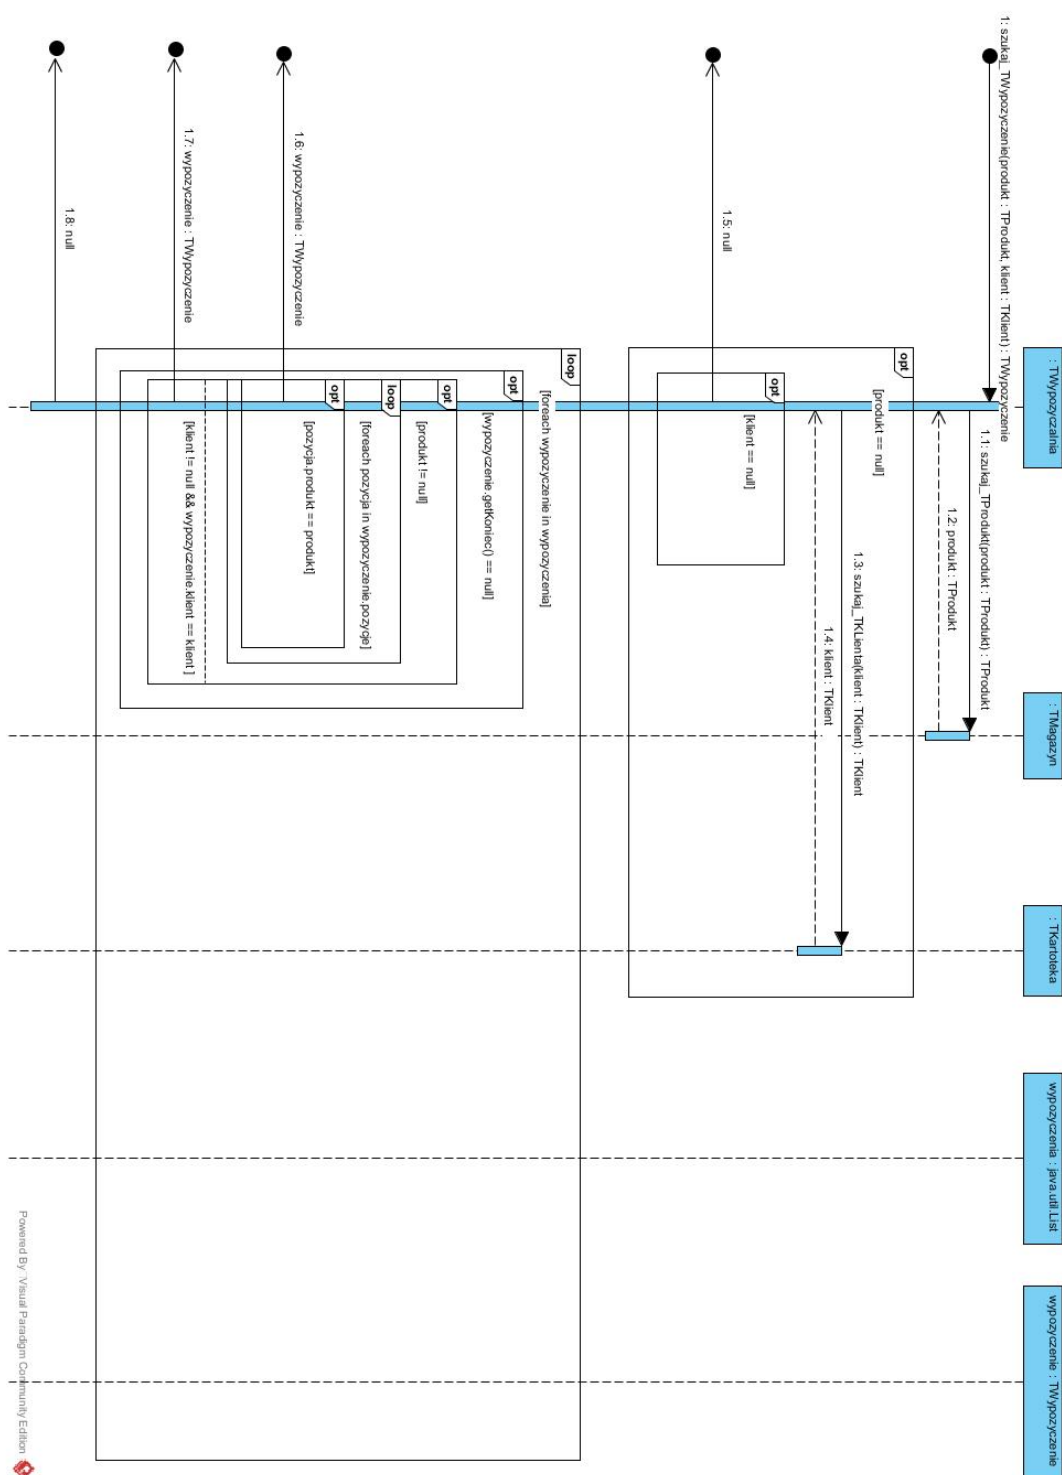 : TWypozyczalnia
: TMagazyn
: TKartoteka
wypozyczenia : java.util.List
wypozyczenie : TWypozyczenie
1: szukaj_TWypozyczenie(produkt : TProdukt, klient : TKlient) : TWypozyczenie
1.1: szukaj_TProdukt(produkt : TProdukt) : TProdukt
1.2: produkt : TProdukt
opt
[produkt == null]
1.3: szukaj_TKLienta(klient : TKlient) : TKlient
1.4: klient : TKlient
opt
[klient == null]
1.5: null
loop
[foreach wypozyczenie in wypozyczenia]
opt
[wypozyczenie.getKoniec() == null]
opt
[produkt != null]
loop
[foreach pozycja in wypozyczenie.pozycje]
opt
[pozycja.produkt == produkt]
1.6: wypozyczenie : TWypozyczenie
[klient != null && wypozyczenie.klient == klient ]
1.7: wypozyczenie : TWypozyczenie
1.8: null
Powered By Visual Paradigm Community Edition